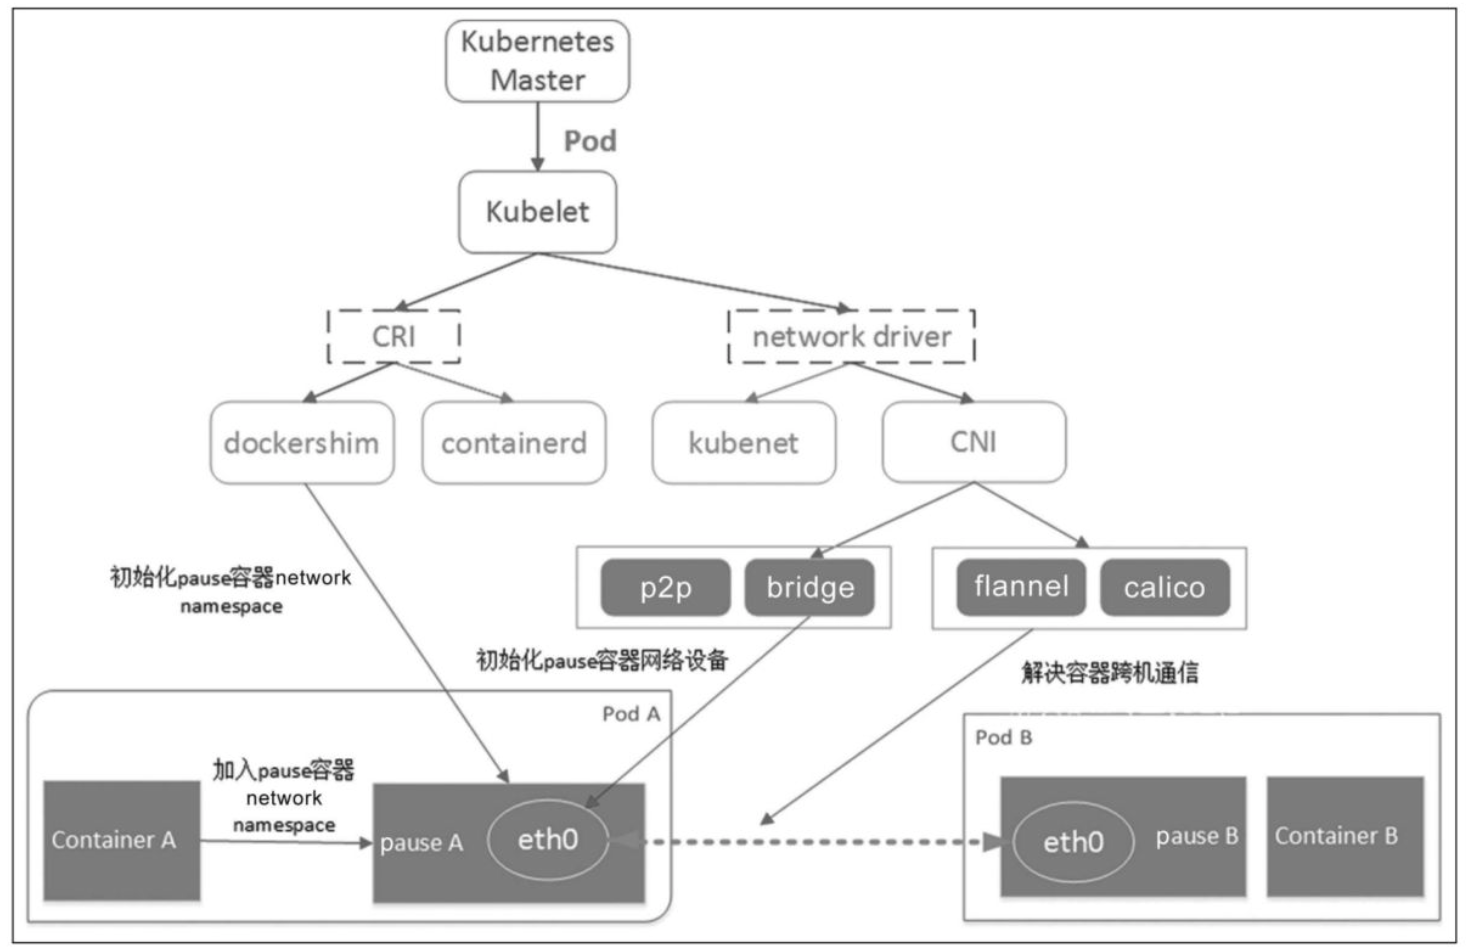 Kubernetes
Master
Pod
Kubelet
CRI
network driver
dockershim
containerd
kubenet
CNI
p2p
bridge
flannel
calico
初始化pause容器network
namespace
初始化pause容器网络设备
解决容器跨机通信
Pod A
Pod B
加入pause容器
network
namespace
Container A
pause A
eth0
eth0
pause B
Container B